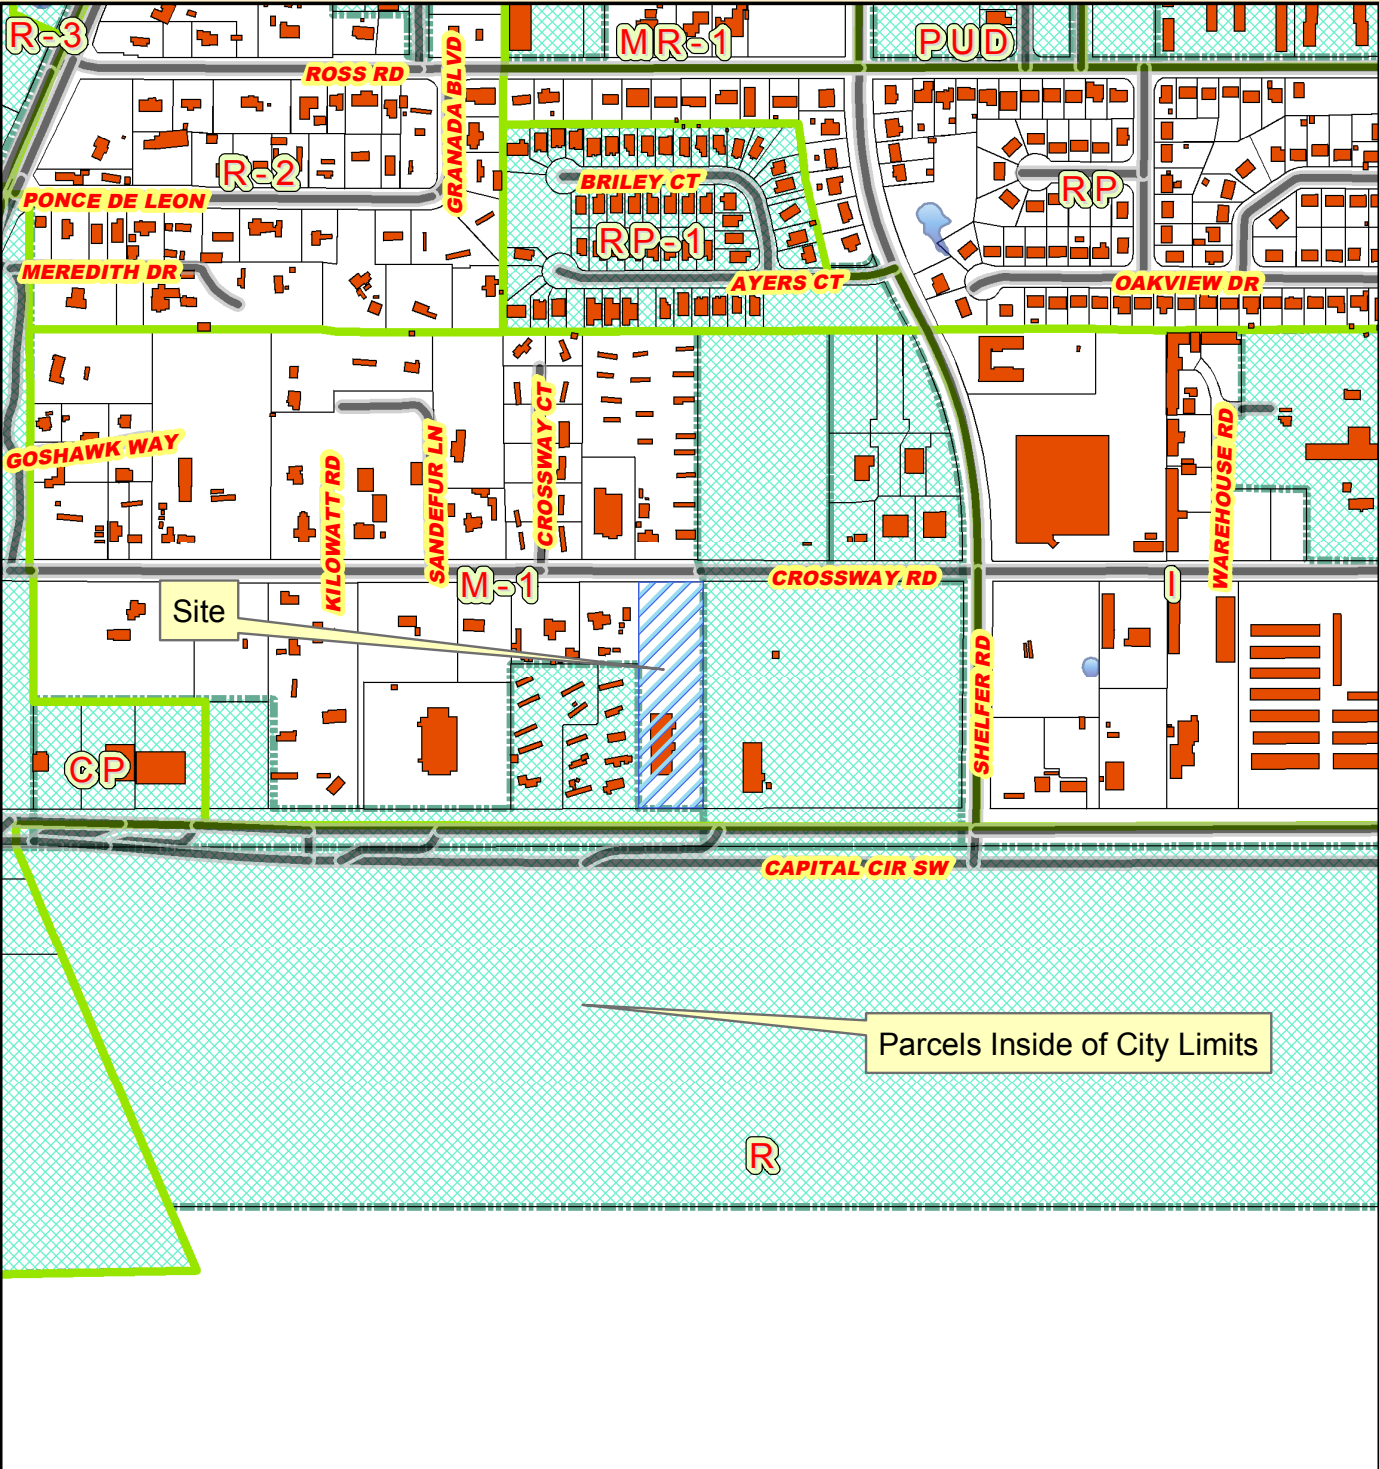 R-3
MR-1
PUD
ROSS RD
GRANADA BLVD
R-2
PONCE DE LEON
BRILEY CT
RP
RP-1
MEREDITH DR
AYERS CT
OAKVIEW DR
GOSHAWK WAY
KILOWATT RD
SANDEFUR LN
CROSSWAY CT
WAREHOUSE RD
M-1
CROSSWAY RD
I
Site
SHELFER RD
CP
CAPITAL CIR SW
Parcels Inside of City Limits
R